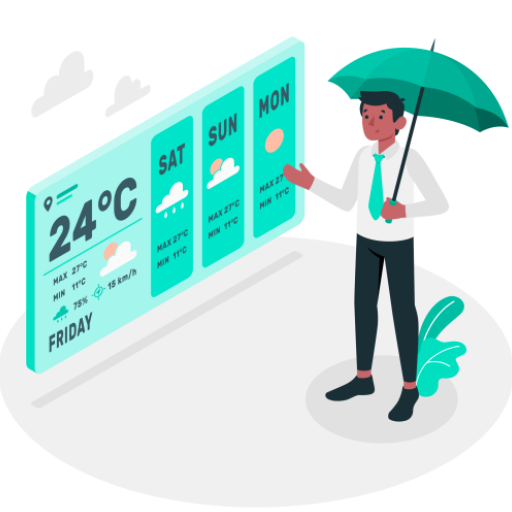 24°C
MAX 27°C
MIN 11°C
75%
15 km/h
FRIDAY
SAT
MAX 27°C
MIN 11°C
SUN
MAX 27°C
MIN 11°C
MON
MAX 27
MIN 11°C